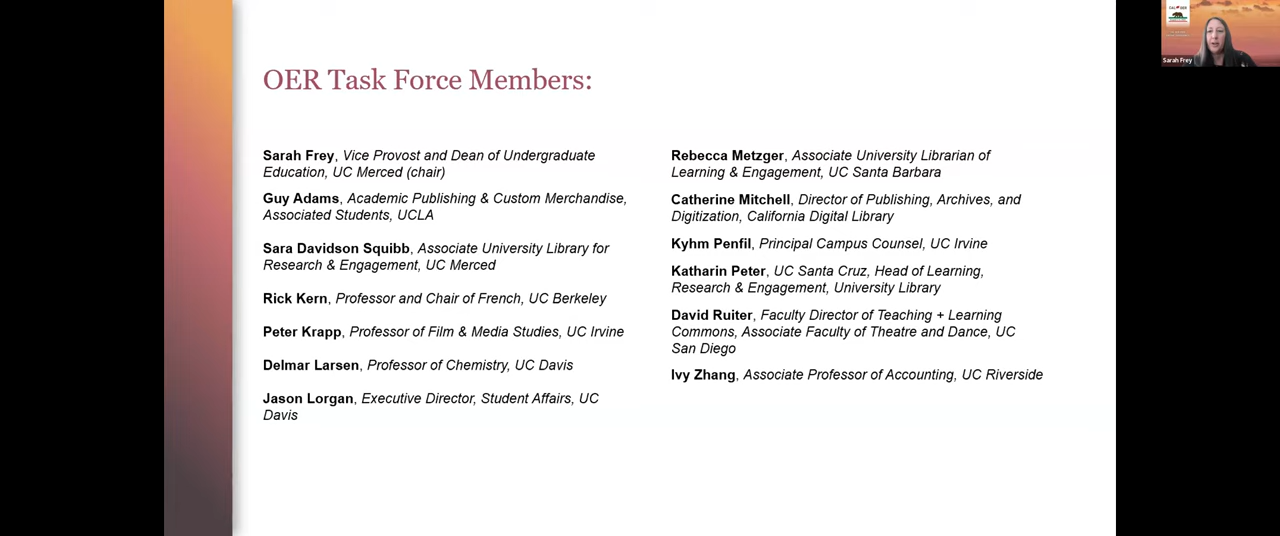 OER Task Force Members:
Sarah Frey, Vice Provost and Dean of Undergraduate
Education, UC Merced (chair)
Guy Adams, Academic Publishing & Custom Merchandise,
Associated Students, UCLA
Sara Davidson Squibb, Associate University Library for
Research & Engagement, UC Merced
Rick Kern, Professor and Chair of French, UC Berkeley
Peter Krapp, Professor of Film & Media Studies, UC Irvine
Delmar Larsen, Professor of Chemistry, UC Davis
Jason Lorgan, Executive Director, Student Affairs, UC
Davis
Rebecca Metzger, Associate University Librarian of
Learning & Engagement, UC Santa Barbara
Catherine Mitchell, Director of Publishing, Archives, and
Digitization, California Digital Library
Kyhm Penfil, Principal Campus Counsel, UC Irvine
Katharin Peter, UC Santa Cruz, Head of Learning,
Research & Engagement, University Library
David Ruiter, Faculty Director of Teaching + Learning
Commons, Associate Faculty of Theatre and Dance, UC
San Diego
Ivy Zhang, Associate Professor of Accounting, UC Riverside
Sarah Frey